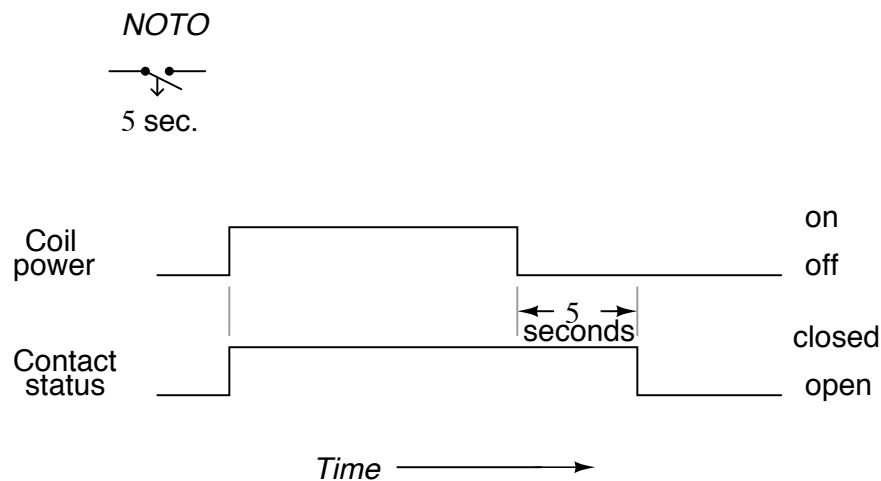 NOTO
5 sec.
on
Coil
power
off
5
seconds
closed
Contact
status
open
Time